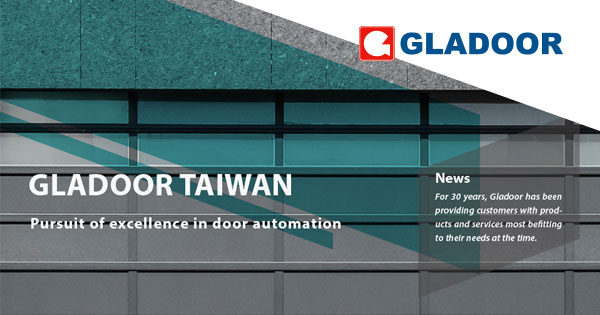 GLADOOR
GLADOOR TAIWAN
Pursuit of excellence in door automation
News
For 30 years, Gladoor has been
providing customers with prod-
ucts and services most befitting
to their needs at the time.